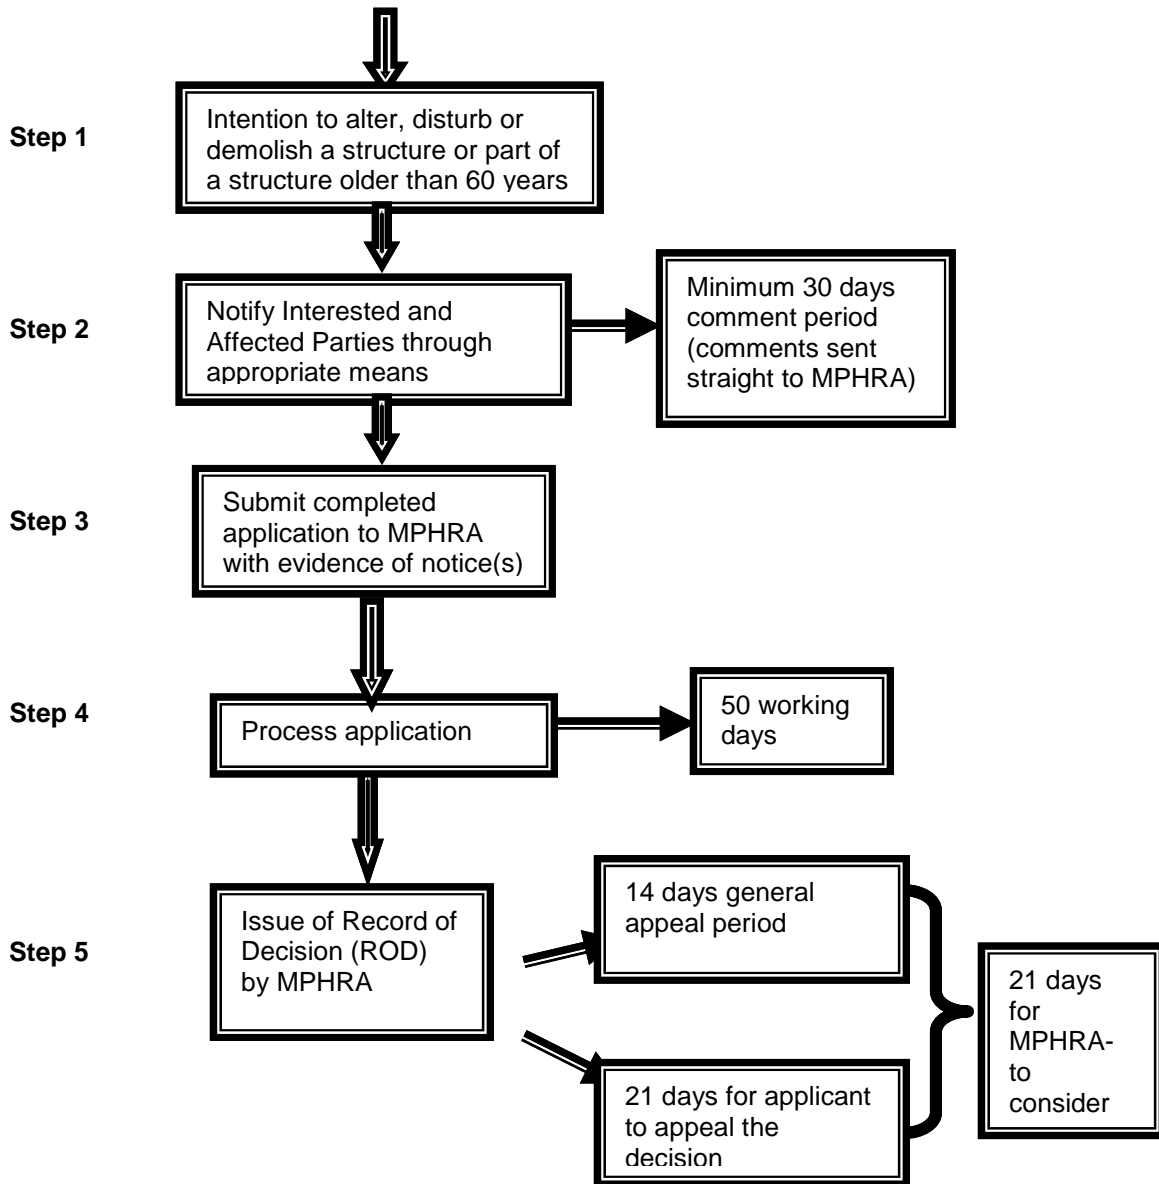 Step 1
Intention to alter, disturb or
demolish a structure or part of
a structure older than 60 years
Step 2
Notify Interested and
Affected Parties through
appropriate means
Minimum 30 days
comment period
(comments sent
straight to MPHRA)
Step 3
Submit completed
application to MPHRA
with evidence of notice(s)
Step 4
Process application
50 working
days
Step 5
Issue of Record of
Decision (ROD)
by MPHRA
14 days general
appeal period
21 days for applicant
to appeal the
decision
21 days
for
MPHRA-
to
consider